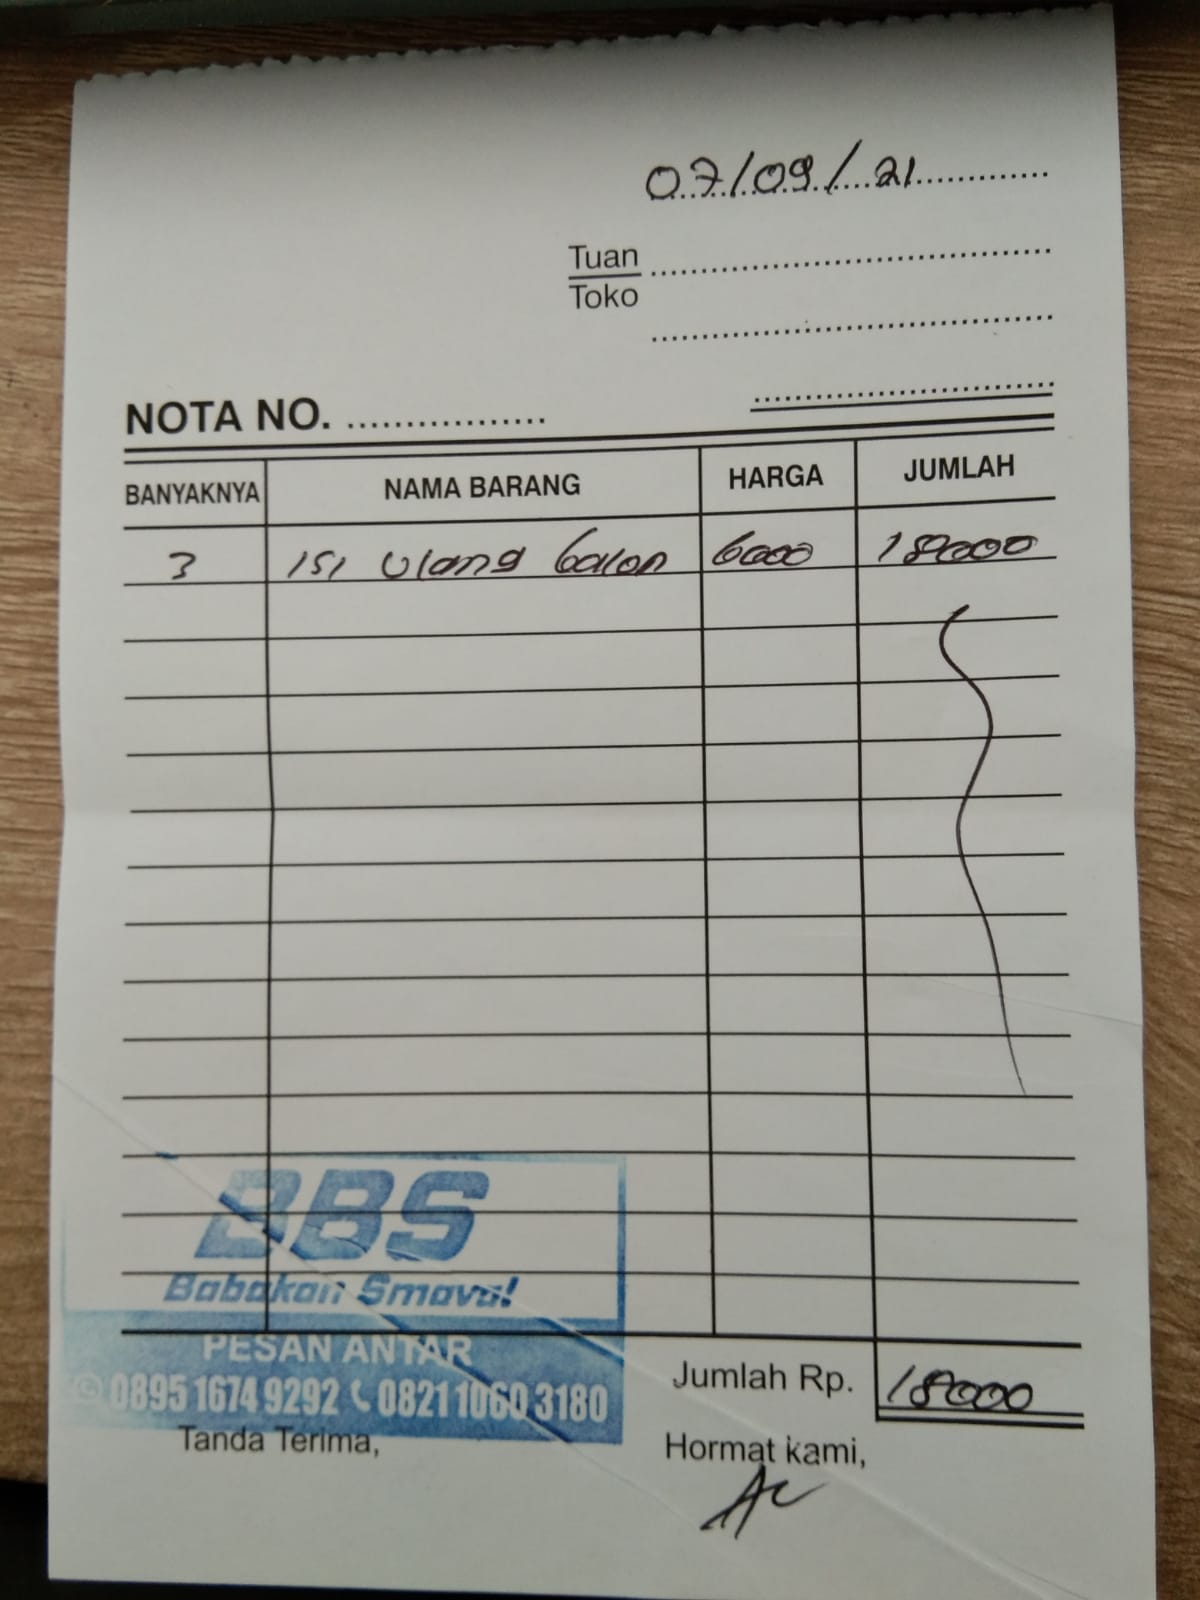 07/09/21
Tuan
Toko
NOTA NO.
BANYAKNYA NAMA BARANG HARGA JUMLAH
3 ISI Ulang Galon 6000 18000
BBS
Babakan Smavu!
PESAN ANTAR
0895 1674 9292 0821 1060 3180
Jumlah Rp. 18000
Tanda Terima, Hormat kami,